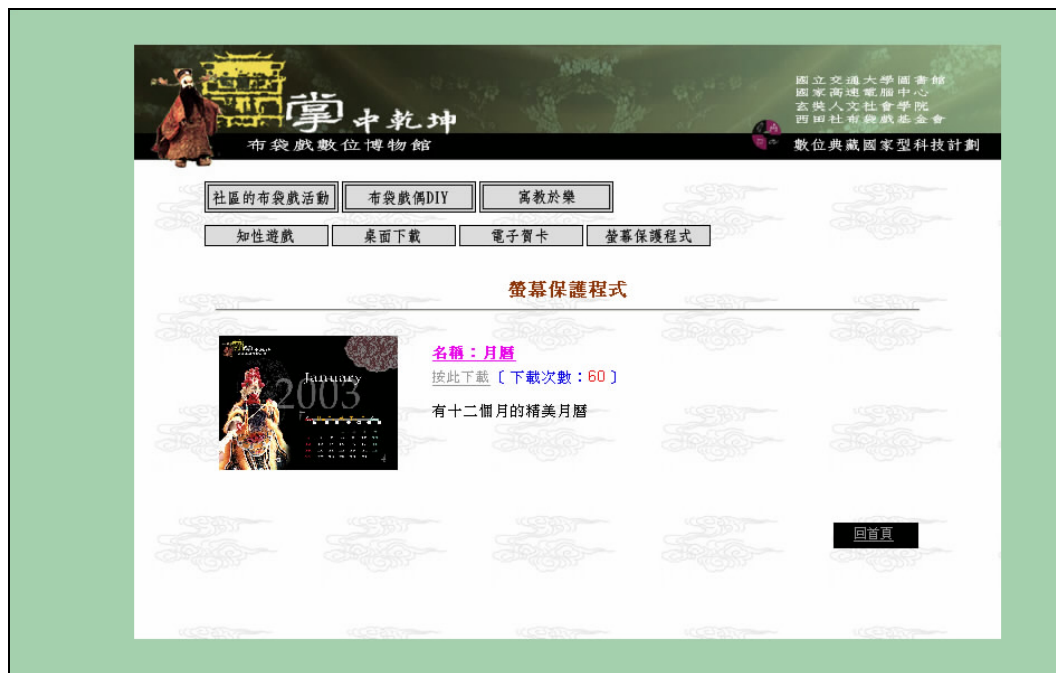 掌中乾坤
布袋戲數位博物館
國立交通大學圖書館
國家高速電腦中心
玄奘人文社會學院
西田社布袋戲基金會
數位典藏國家型科技計劃
社區的布袋戲活動 布袋戲偶DIY 寓教於樂
知性遊戲 桌面下載 電子賀卡 螢幕保護程式
螢幕保護程式
January
2003
名稱：月曆
按此下載〔下載次數：60〕
有十二個月的精美月曆
回首頁